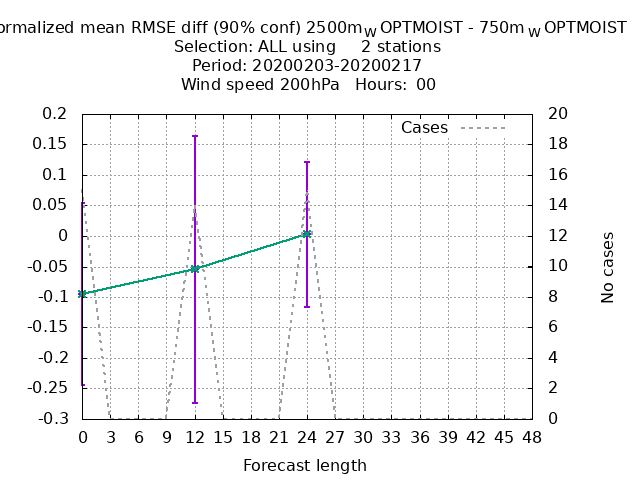 ormalized mean RMSE diff (90% conf) 2500m_W OPTMOIST - 750m_W OPTMOIST
Selection: ALL using 2 stations
Period: 20200203-20200217
Wind speed 200hPa Hours: 00
Cases
0.2
0.15
0.1
0.05
0
-0.05
-0.1
-0.15
-0.2
-0.25
-0.3
20
18
16
14
12
10
8
6
4
2
0
No cases
0 3 6 9 12 15 18 21 24 27 30 33 36 39 42 45 48
Forecast length